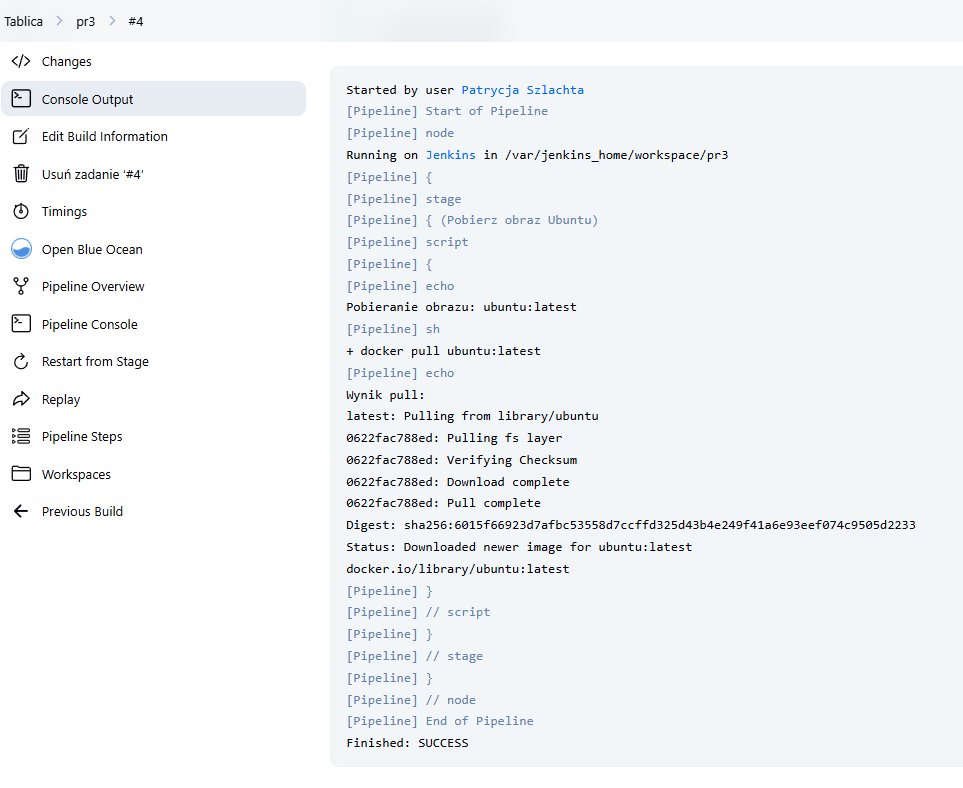 Tablica > pr3 > #4
Changes
Console Output
Edit Build Information
Usuń zadanie ‘#4’
Timings
Open Blue Ocean
Pipeline Overview
Pipeline Console
Restart from Stage
Replay
Pipeline Steps
Workspaces
Previous Build
Started by user Patrycja Szlachta
[Pipeline] Start of Pipeline
[Pipeline] node
Running on Jenkins in /var/jenkins_home/workspace/pr3
[Pipeline] {
[Pipeline] stage
[Pipeline] { (Pobierz obraz Ubuntu)
[Pipeline] script
[Pipeline] {
[Pipeline] echo
Pobieranie obrazu: ubuntu:latest
[Pipeline] sh
+ docker pull ubuntu:latest
[Pipeline] echo
Wynik pull:
latest: Pulling from library/ubuntu
0622fac788ed: Pulling fs layer
0622fac788ed: Verifying Checksum
0622fac788ed: Download complete
0622fac788ed: Pull complete
Digest: sha256:6015f66923d7afbc53558d7ccffd325d43b4e249f41a6e93eef074c9505d2233
Status: Downloaded newer image for ubuntu:latest
docker.io/library/ubuntu:latest
[Pipeline] }
[Pipeline] // script
[Pipeline] }
[Pipeline] // stage
[Pipeline] }
[Pipeline] // node
[Pipeline] End of Pipeline
Finished: SUCCESS